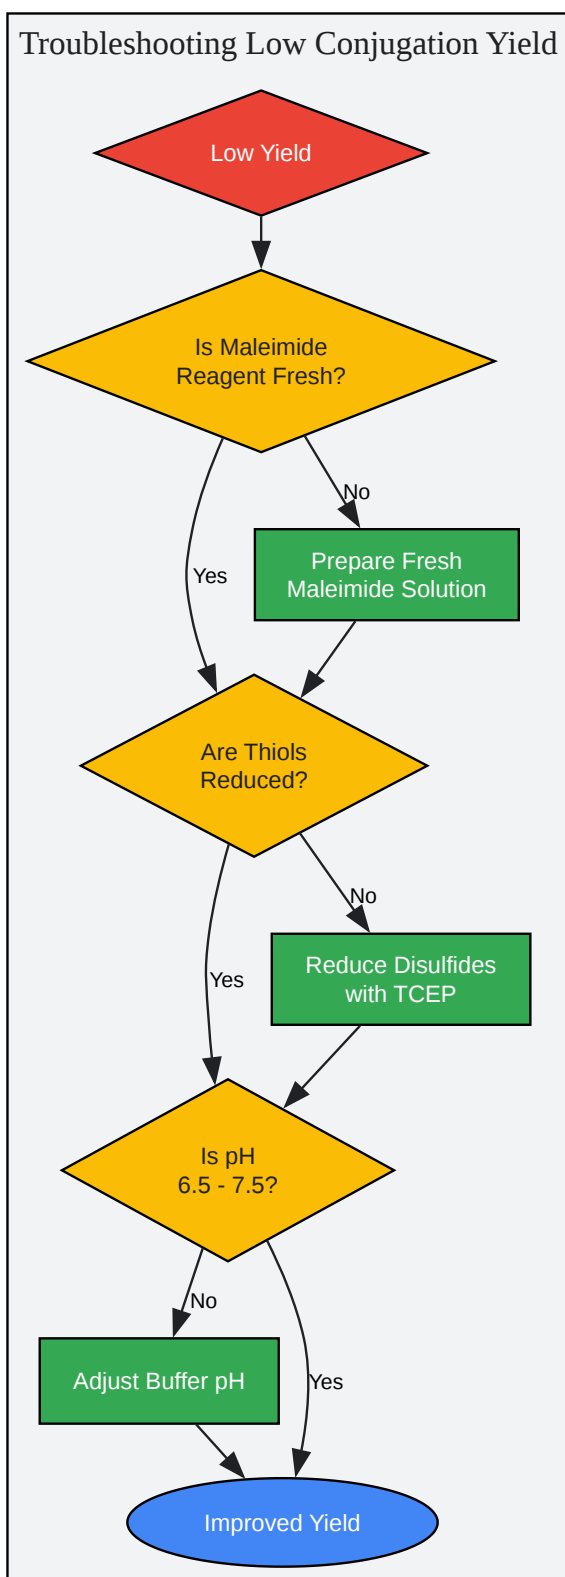 Troubleshooting Low Conjugation Yield
Low Yield
Is Maleimide
Reagent Fresh?
No
Prepare Fresh
Maleimide Solution
Yes
Are Thiols
Reduced?
No
Reduce Disulfides
with TCEP
Yes
Is pH
6.5 - 7.5?
No
Adjust Buffer pH
Yes
Improved Yield